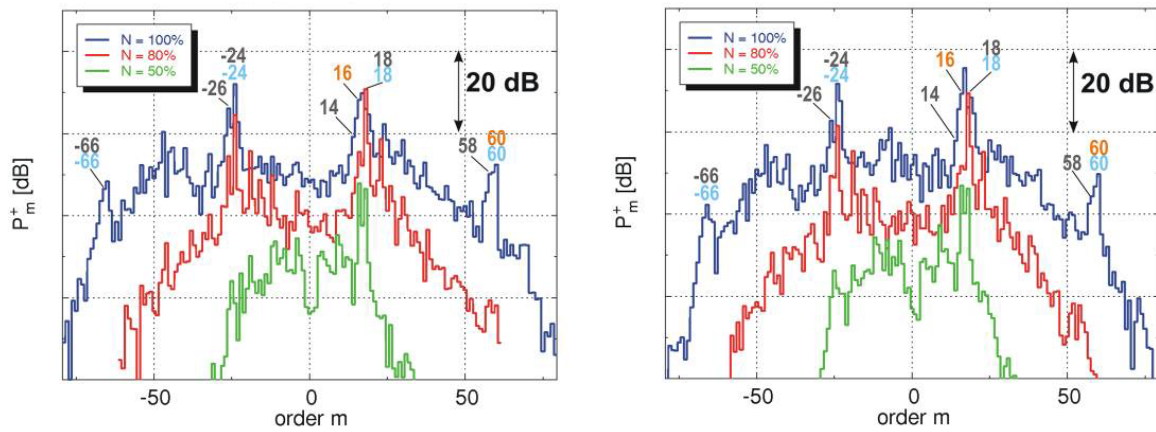 N = 100%
N = 80%
N = 50%
-24
-24
-26
16
18
18
14
20 dB
-66
-66
58
60
60
P⁺ₘ [dB]
-50
0
50
order m
N = 100%
N = 80%
N = 50%
-24
-24
-26
16
18
18
14
20 dB
-66
-66
58
60
60
P⁺ₘ [dB]
-50
0
50
order m